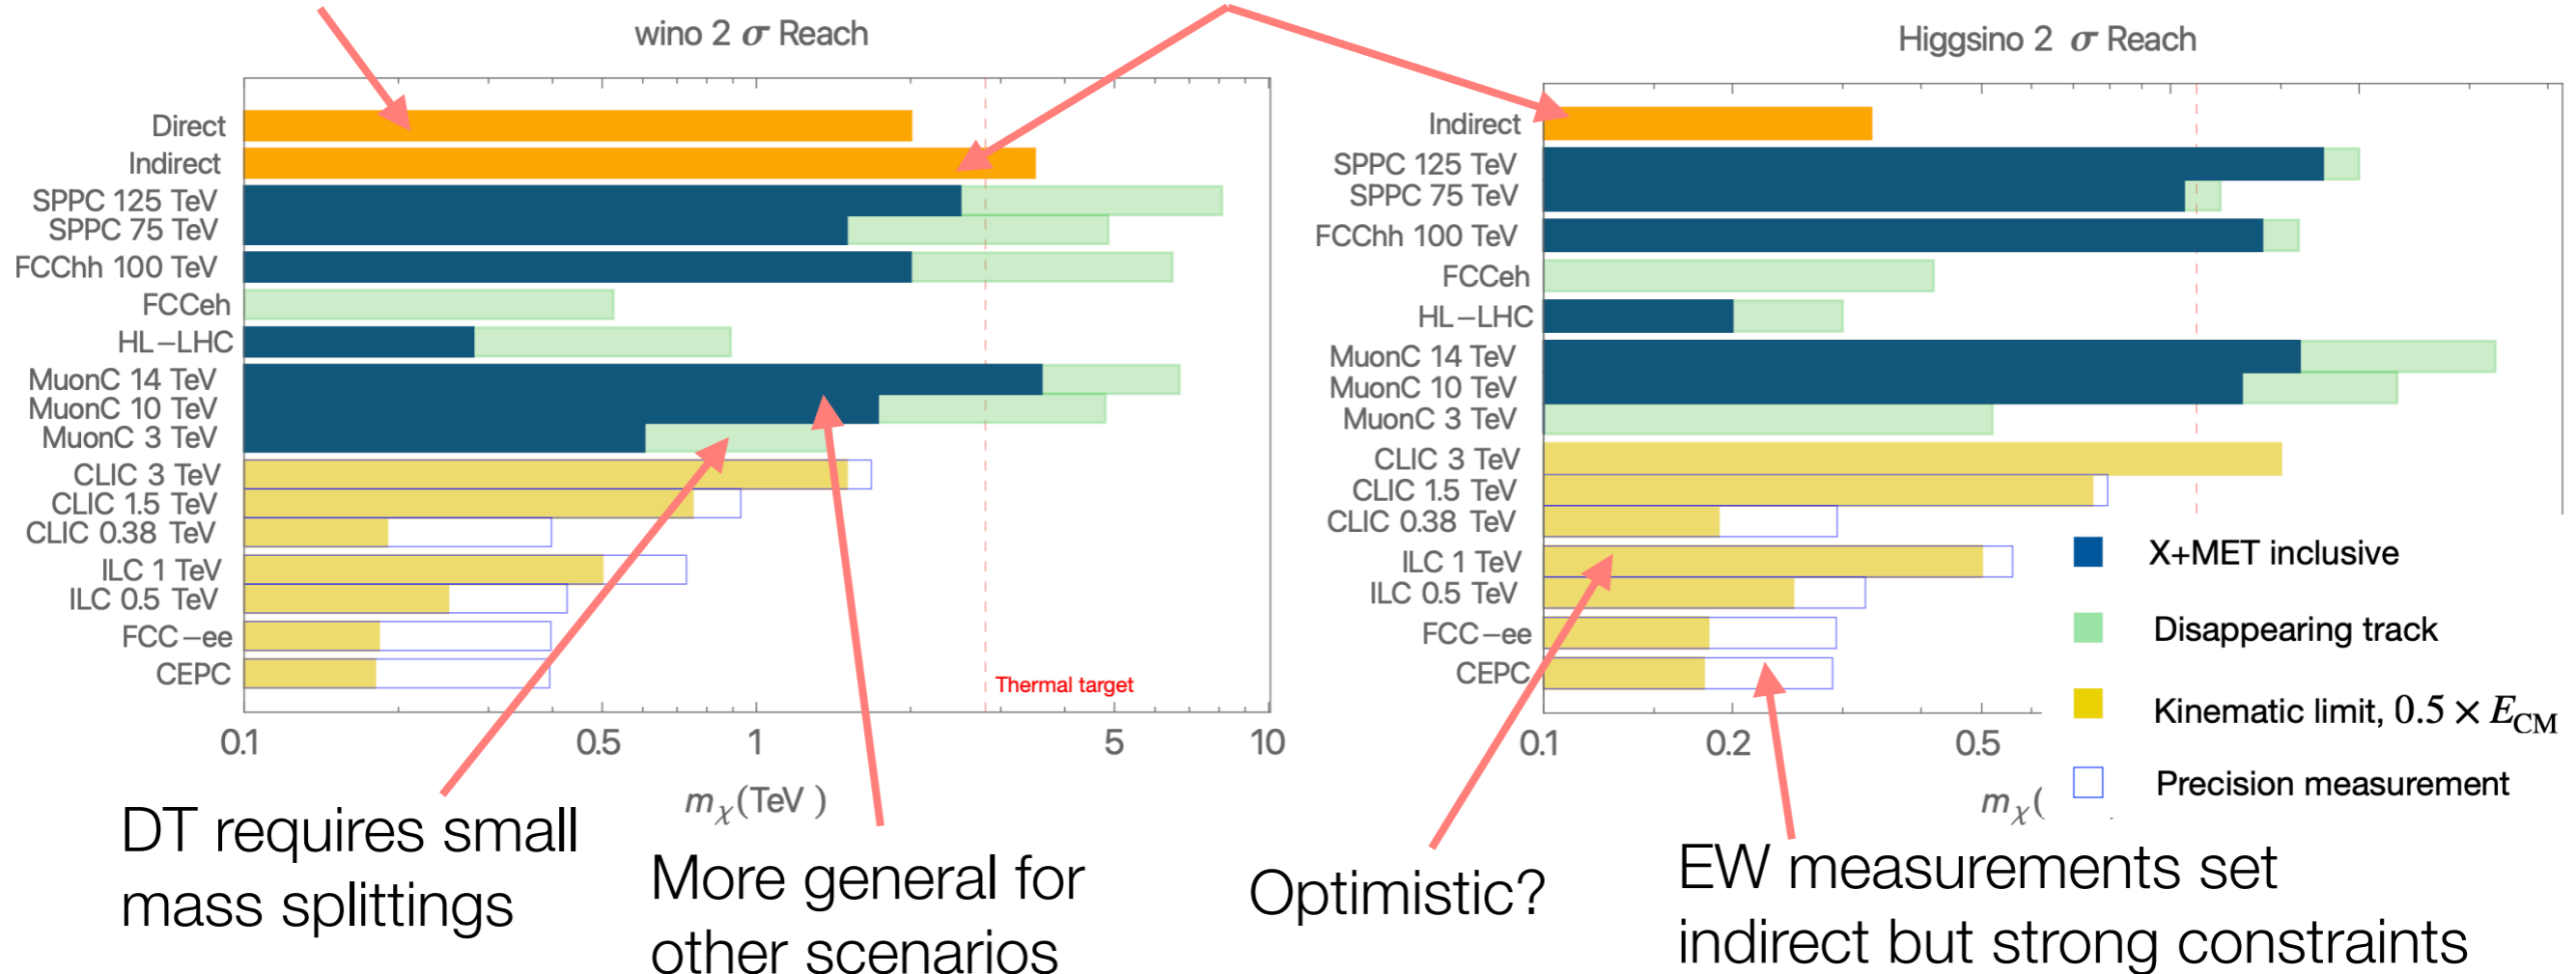 wino 2 σ Reach
Direct
Indirect
SPPC 125 TeV
SPPC 75 TeV
FCChh 100 TeV
FCCeh
HL−LHC
MuonC 14 TeV
MuonC 10 TeV
MuonC 3 TeV
CLIC 3 TeV
CLIC 1.5 TeV
CLIC 0.38 TeV
ILC 1 TeV
ILC 0.5 TeV
FCC−ee
CEPC
Thermal target
0.1 0.5 1 5 10
mχ(TeV )
Higgsino 2 σ Reach
Indirect
SPPC 125 TeV
SPPC 75 TeV
FCChh 100 TeV
FCCeh
HL−LHC
MuonC 14 TeV
MuonC 10 TeV
MuonC 3 TeV
CLIC 3 TeV
CLIC 1.5 TeV
CLIC 0.38 TeV
ILC 1 TeV
ILC 0.5 TeV
FCC−ee
CEPC
0.1 0.2 0.5
mχ(
X+MET inclusive
Disappearing track
Kinematic limit, 0.5 × E_CM
Precision measurement
DT requires small
mass splittings
More general for
other scenarios
Optimistic?
EW measurements set
indirect but strong constraints